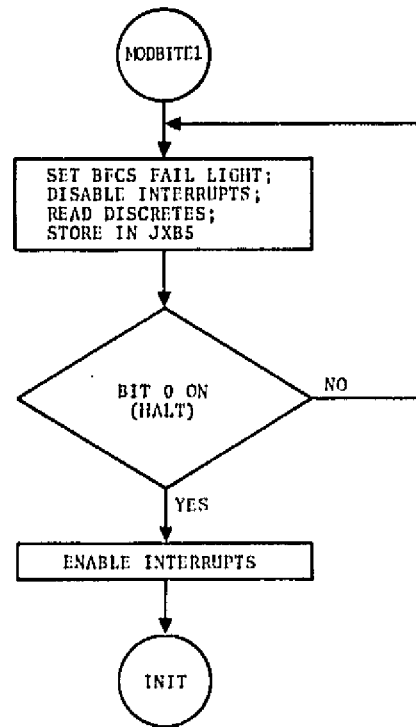 MODBITE1
SET BFCS FAIL LIGHT;
DISABLE INTERRUPTS;
READ DISCRETES;
STORE IN JXB5
BIT 0 ON
(HALT)
NO
YES
ENABLE INTERRUPTS
INIT